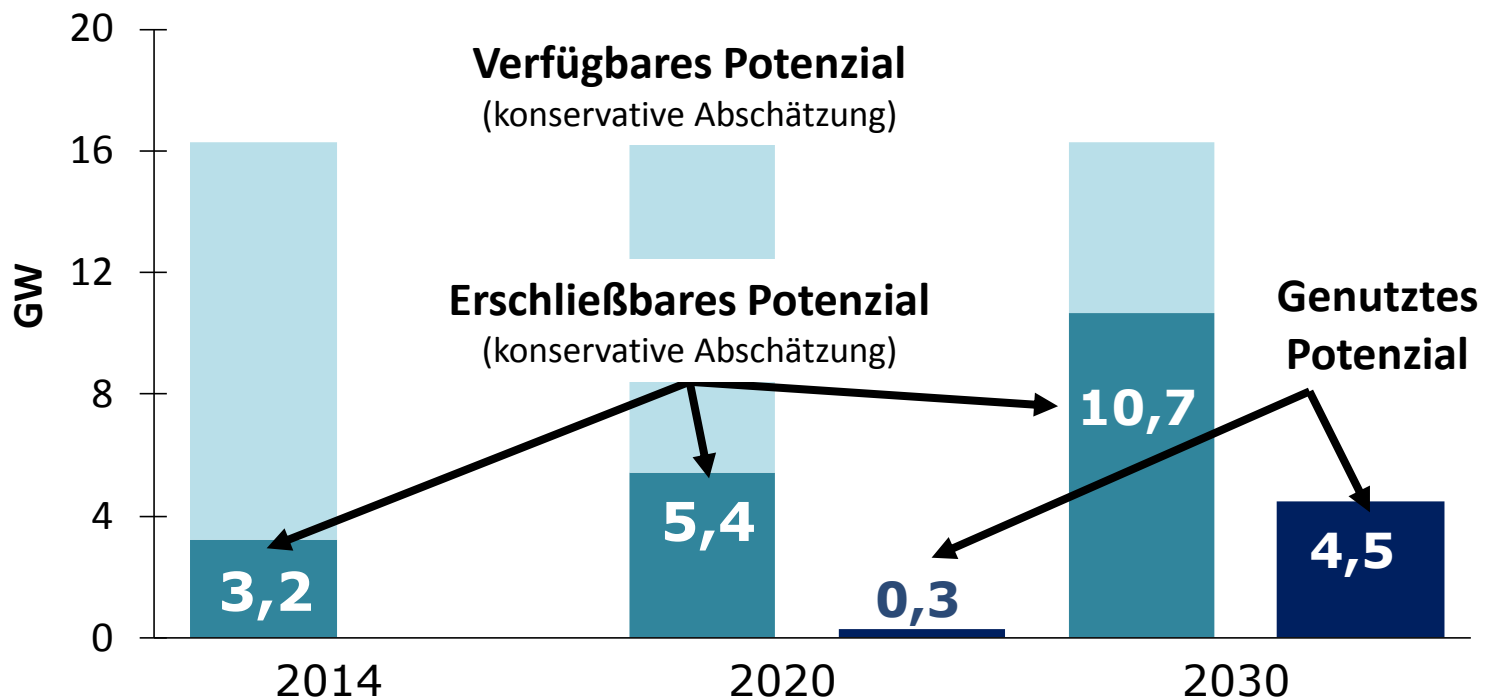 20
Verfügbares Potenzial
(konservative Abschätzung)
16
12
GW
Erschließbares Potenzial
(konservative Abschätzung)
Genutztes
Potenzial
8
10,7
4
5,4
4,5
3,2
0,3
0
2014
2020
2030